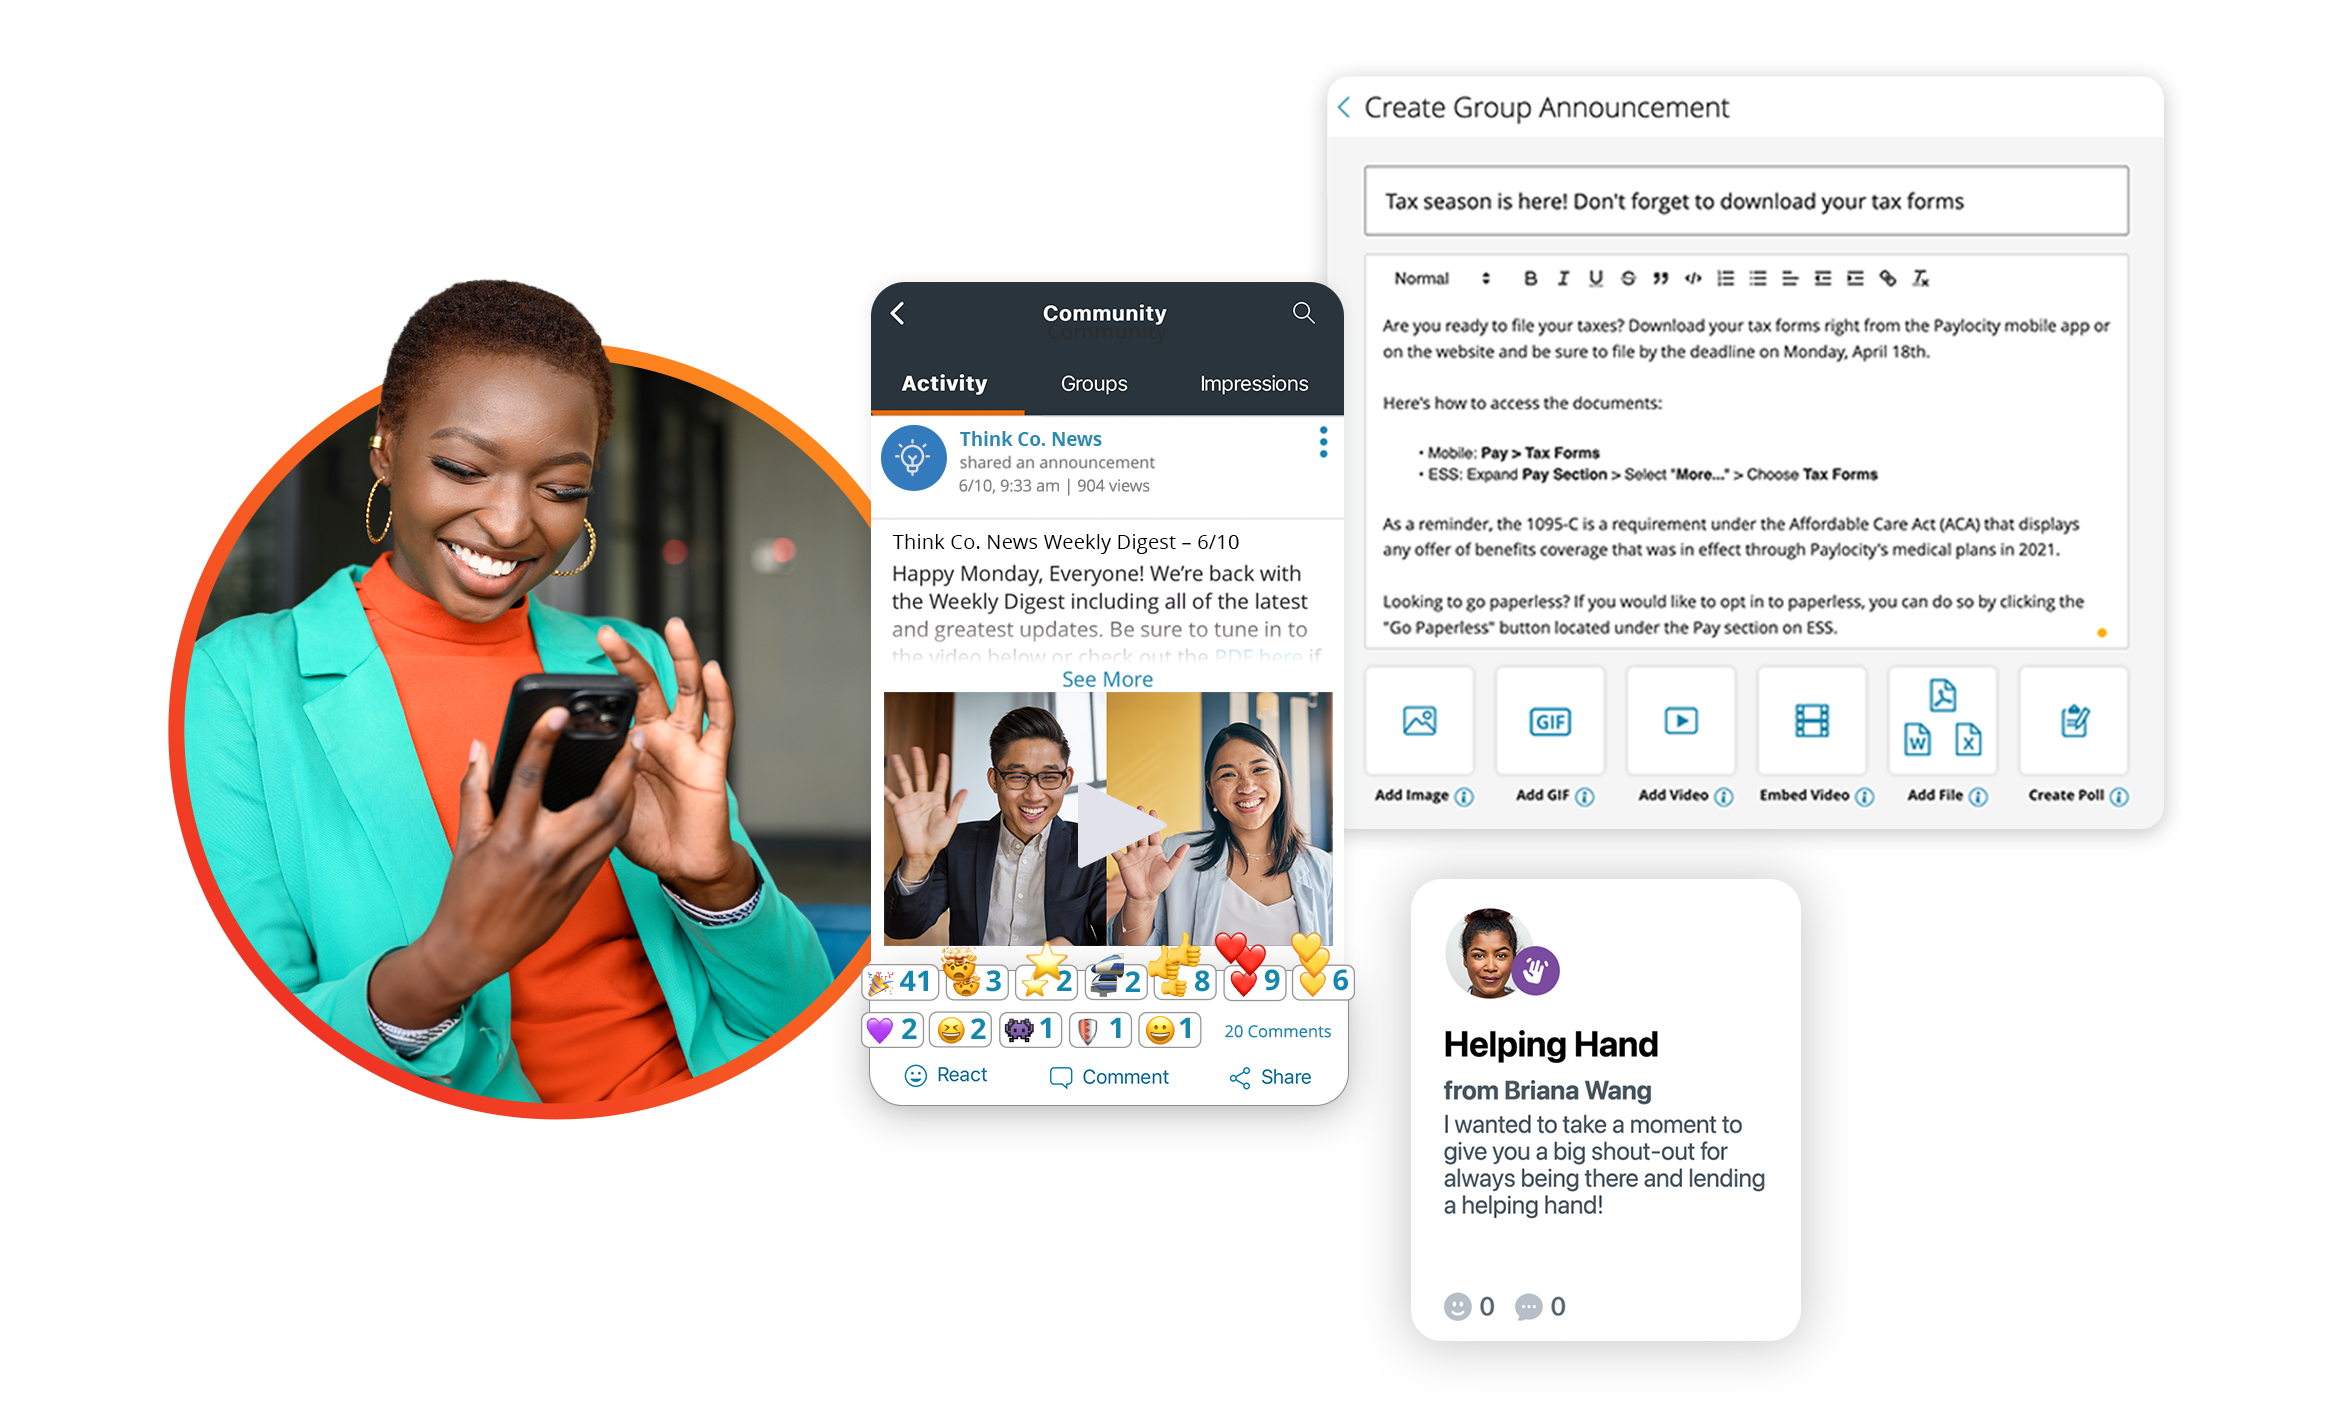 Create Group Announcement
Tax season is here! Don't forget to download your tax forms
Normal
Are you ready to file your taxes? Download your tax forms right from the Paylocity mobile app or
on the website and be sure to file by the deadline on Monday, April 18th.
Here's how to access the documents:
• Mobile: Pay > Tax Forms
• ESS: Expand Pay Section > Select "More..." > Choose Tax Forms
As a reminder, the 1095-C is a requirement under the Affordable Care Act (ACA) that displays
any offer of benefits coverage that was in effect through Paylocity's medical plans in 2021.
Looking to go paperless? If you would like to opt in to paperless, you can do so by clicking the
"Go Paperless" button located under the Pay section on ESS.
GIF
W X
Add Image Add GIF Add Video Embed Video Add File Create Poll
Community
Community
Activity Groups Impressions
Think Co. News
shared an announcement
6/10, 9:33 am | 904 views
Think Co. News Weekly Digest – 6/10
Happy Monday, Everyone! We’re back with
the Weekly Digest including all of the latest
and greatest updates. Be sure to tune in to
the video below or check out the PDF here if
See More
41 3 2 2 8 9 6
2 2 1 1 1 20 Comments
React Comment Share
Helping Hand
from Briana Wang
I wanted to take a moment to
give you a big shout-out for
always being there and lending
a helping hand!
0 0